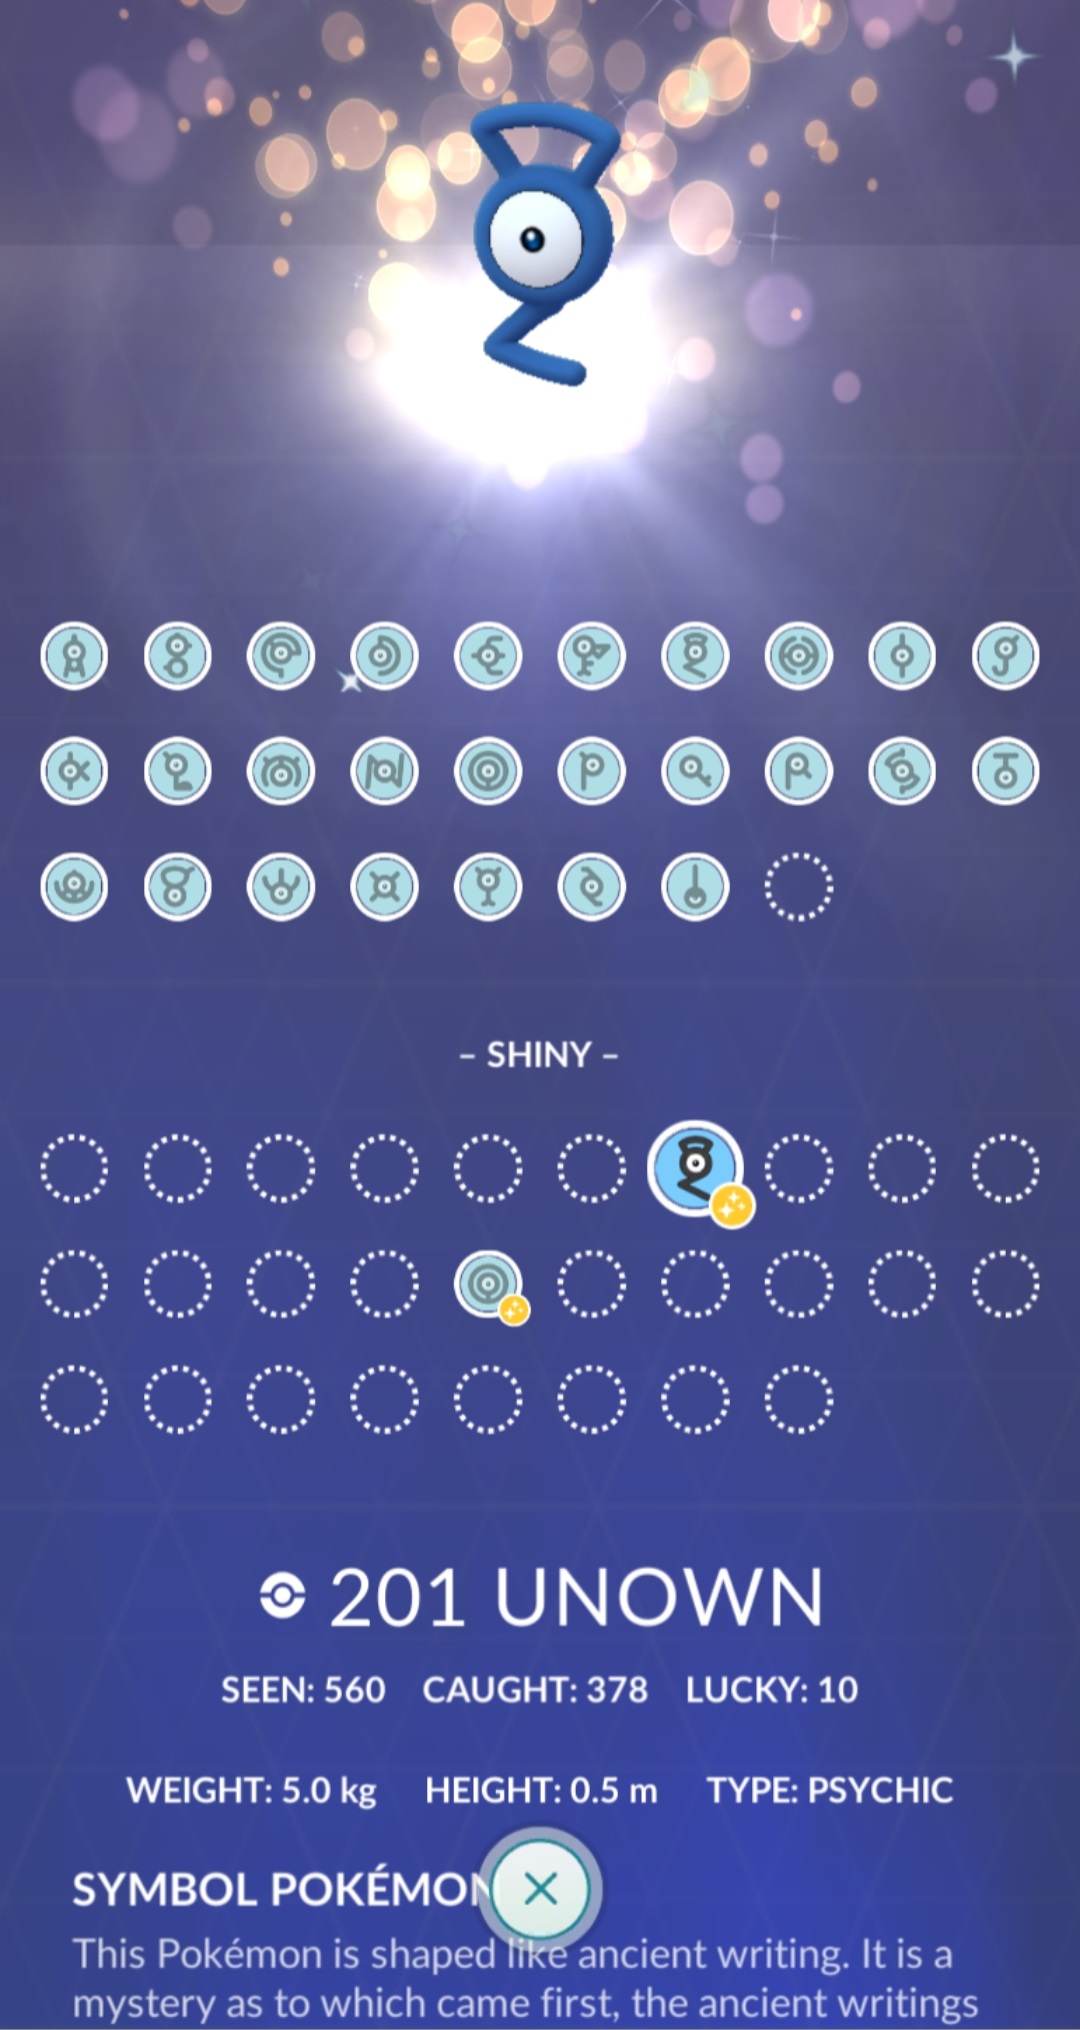 – SHINY –
201 UNOWN
SEEN: 560 CAUGHT: 378 LUCKY: 10
WEIGHT: 5.0 kg HEIGHT: 0.5 m TYPE: PSYCHIC
SYMBOL POKÉMON
This Pokémon is shaped like ancient writing. It is a
mystery as to which came first, the ancient writings